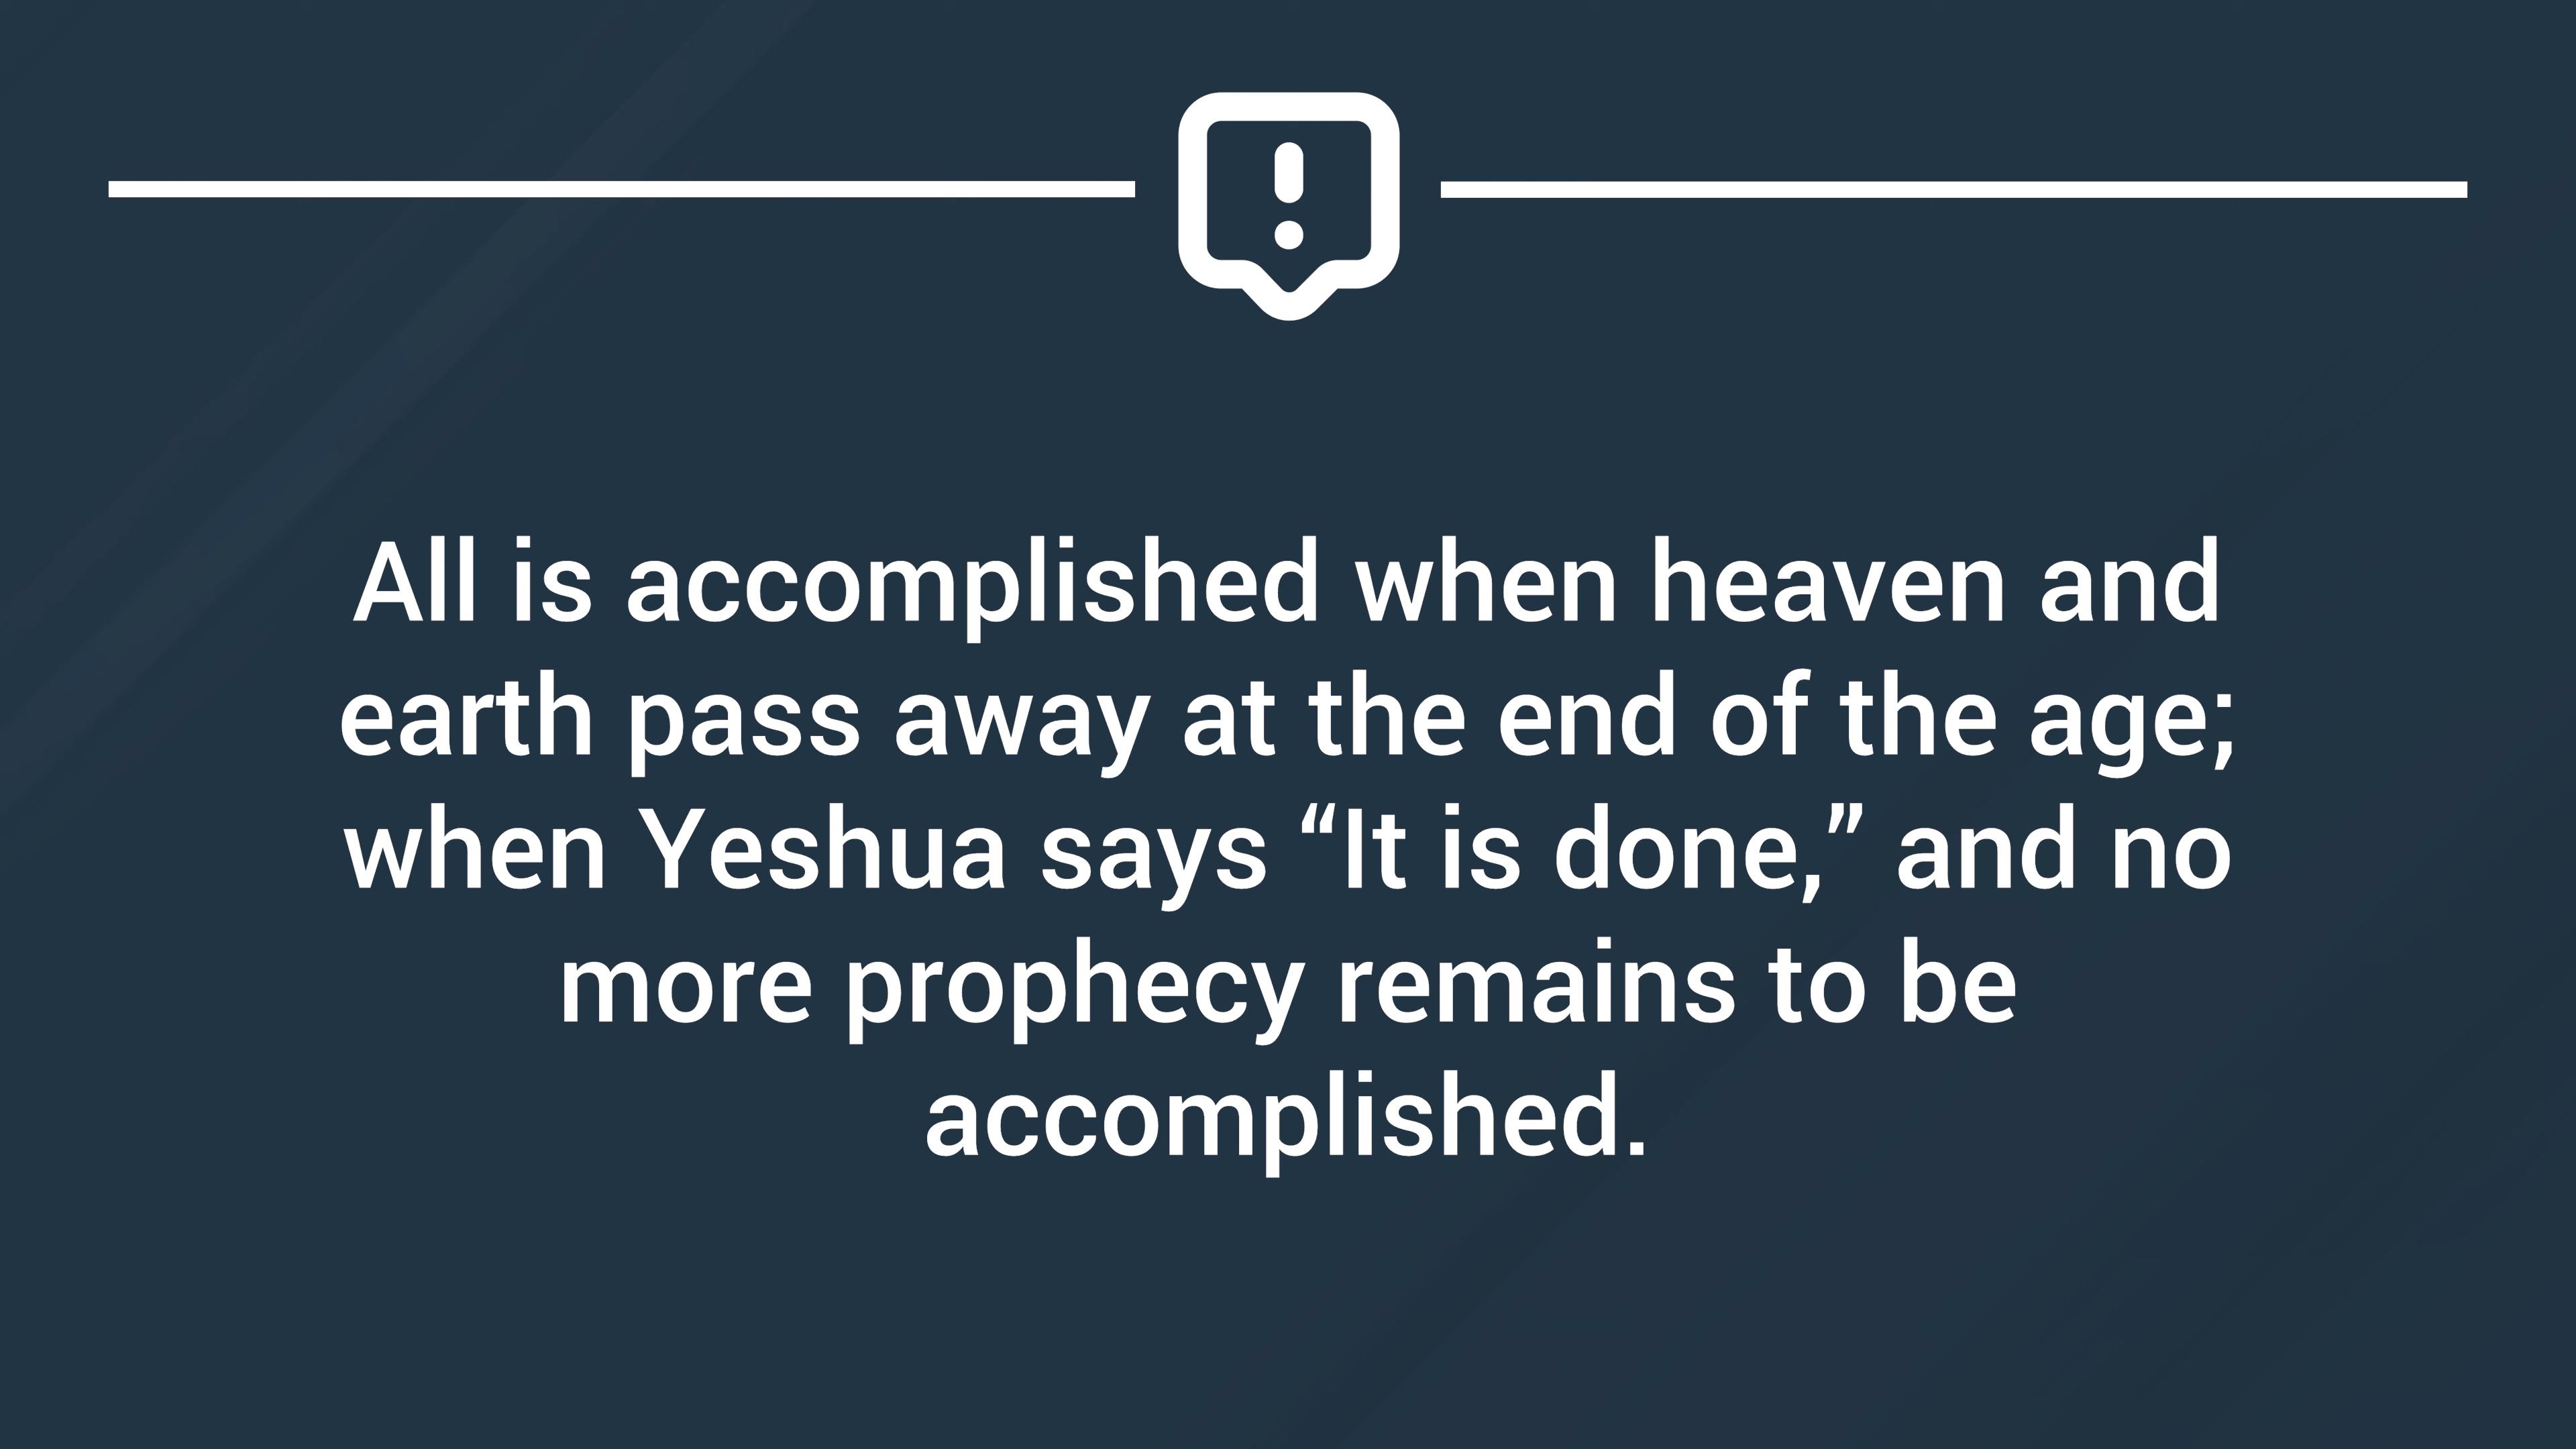 All is accomplished when heaven and
earth pass away at the end of the age;
when Yeshua says “It is done,” and no
more prophecy remains to be
accomplished.